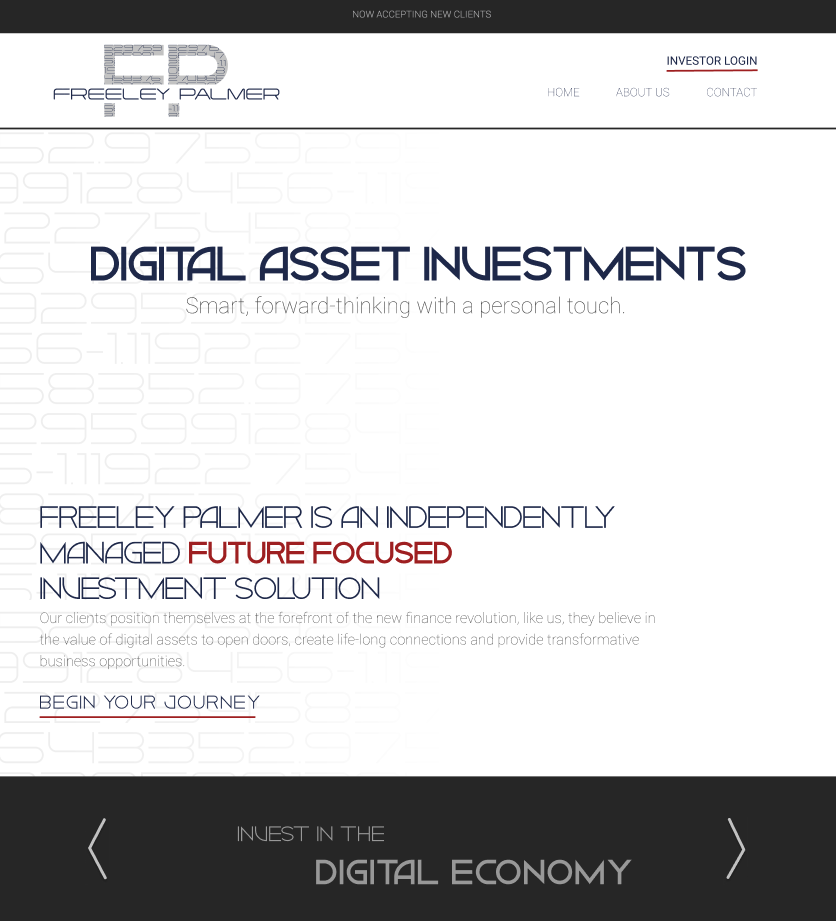 NOW ACCEPTING NEW CLIENTS
FP
FREELEY PALMER
INVESTOR LOGIN
HOME ABOUT US CONTACT
DIGITAL ASSET INVESTMENTS
Smart, forward-thinking with a personal touch.
FREELEY PALMER IS AN INDEPENDENTLY
MANAGED FUTURE FOCUSED
INVESTMENT SOLUTION
Our clients position themselves at the forefront of the new finance revolution, like us, they believe in
the value of digital assets to open doors, create life-long connections and provide transformative
business opportunities.
BEGIN YOUR JOURNEY
INVEST IN THE
DIGITAL ECONOMY